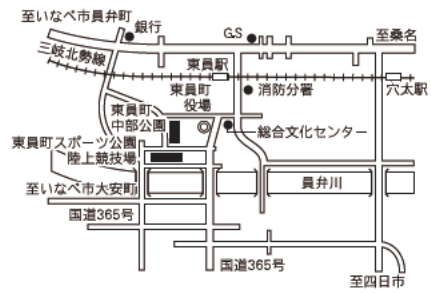 至いなべ市員弁町
銀行
G.S
至桑名
三岐北勢線
東員駅
穴太駅
東員町
役場
消防分署
東員町
中部公園
総合文化センター
東員町スポーツ公園
陸上競技場
至いなべ市大安町
員弁川
国道365号
国道365号
至四日市